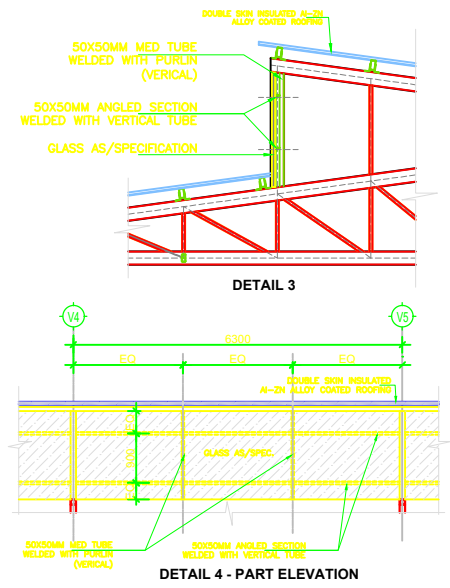 DOUBLE SKIN INSULATED Al-ZN
ALLOY COATED ROOFING
50X50MM MED TUBE
WELDED WITH PURLIN
(VERICAL)
50X50MM ANGLED SECTION
WELDED WITH VERTICAL TUBE
GLASS AS/SPECIFICATION
DETAIL 3
V4
V5
6300
EQ
EQ
EQ
DOUBLE SKIN INSULATED
Al-ZN ALLOY COATED ROOFING
GLASS AS/SPEC.
50X50MM MED TUBE
WELDED WITH PURLIN
(VERICAL)
50X50MM ANGLED SECTION
WELDED WITH VERTICAL TUBE
DETAIL 4 - PART ELEVATION